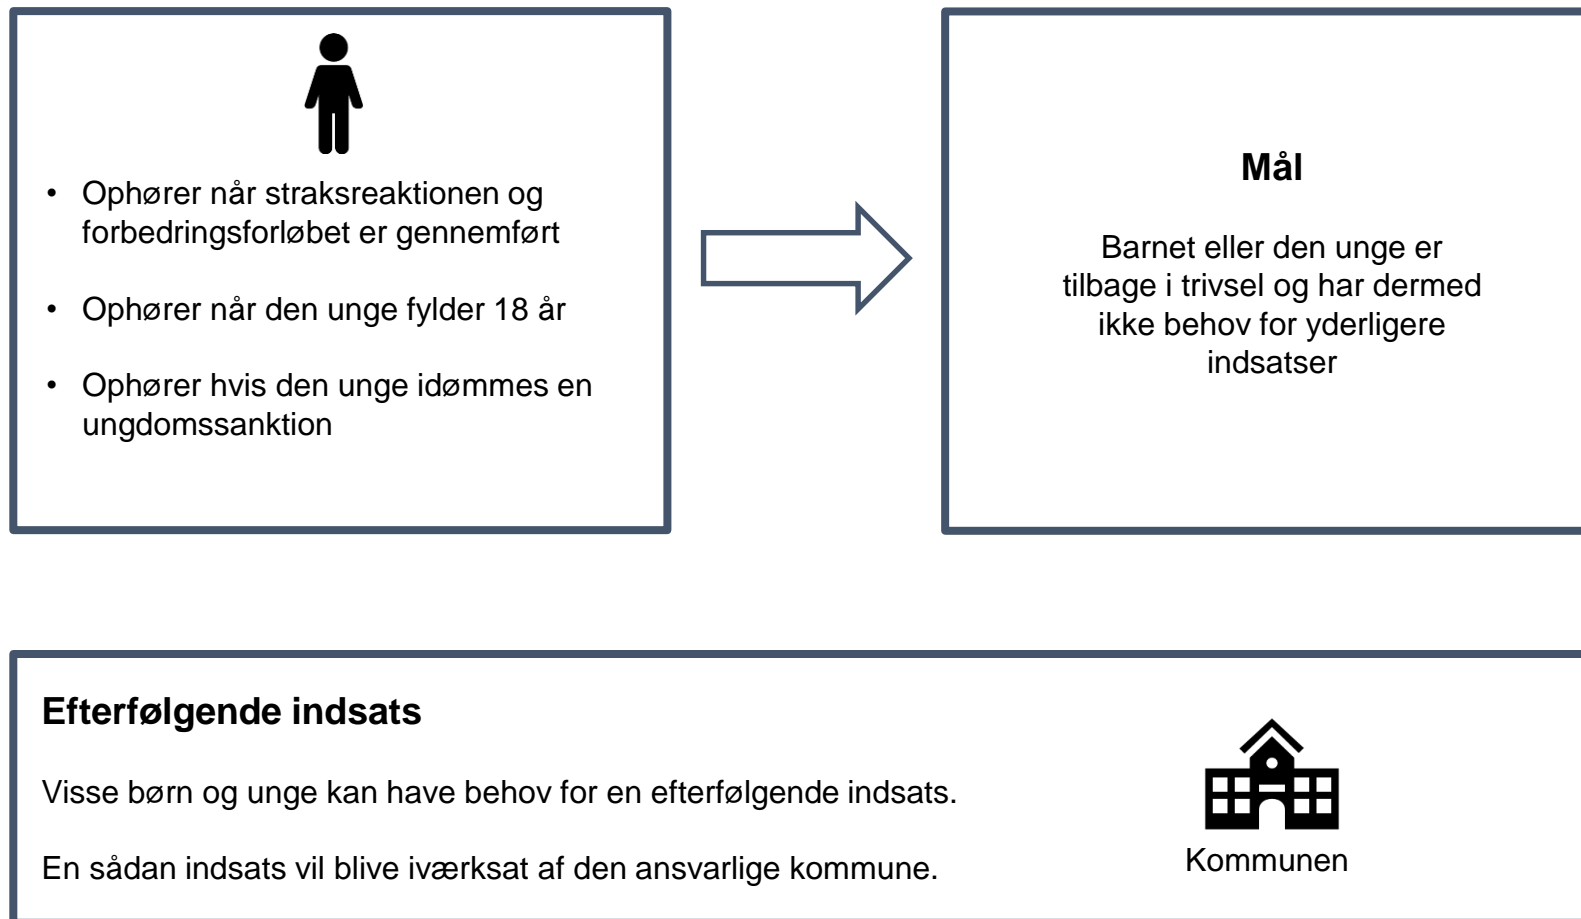 • Ophører når straksreaktionen og
forbedringsforløbet er gennemført
• Ophører når den unge fylder 18 år
• Ophører hvis den unge idømmes en
ungdomssanktion
Mål
Barnet eller den unge er
tilbage i trivsel og har dermed
ikke behov for yderligere
indsatser
Efterfølgende indsats
Visse børn og unge kan have behov for en efterfølgende indsats.
En sådan indsats vil blive iværksat af den ansvarlige kommune.
Kommunen